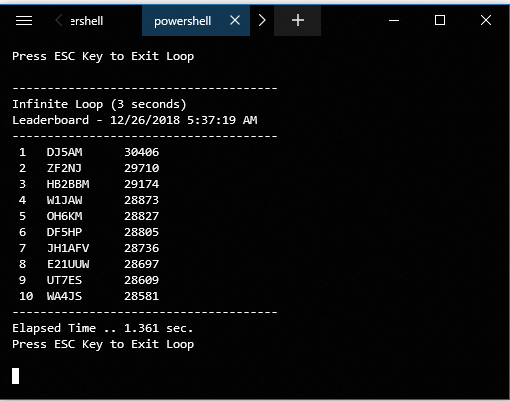 ershell powershell
Press ESC Key to Exit Loop
--------------------------------------
Infinite Loop (3 seconds)
Leaderboard - 12/26/2018 5:37:19 AM
--------------------------------------
1 DJ5AM 30406
2 ZF2NJ 29710
3 HB2BBM 29174
4 W1JAW 28873
5 OH6KM 28827
6 DF5HP 28805
7 JH1AFV 28736
8 E21UUW 28697
9 UT7ES 28609
10 WA4JS 28581
--------------------------------------
Elapsed Time .. 1.361 sec.
Press ESC Key to Exit Loop